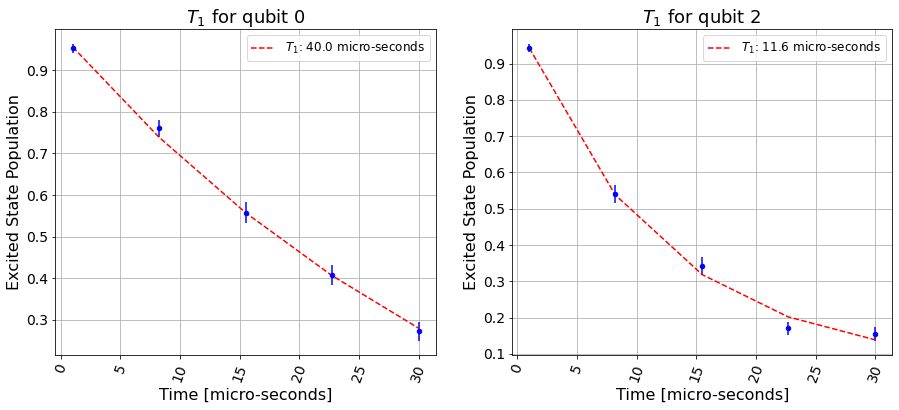 T₁ for qubit 0
T₁: 40.0 micro-seconds
Excited State Population
0.9
0.8
0.7
0.6
0.5
0.4
0.3
0 5 10 15 20 25 30
Time [micro-seconds]
T₁ for qubit 2
T₁: 11.6 micro-seconds
Excited State Population
0.9
0.8
0.7
0.6
0.5
0.4
0.3
0.2
0.1
0 5 10 15 20 25 30
Time [micro-seconds]